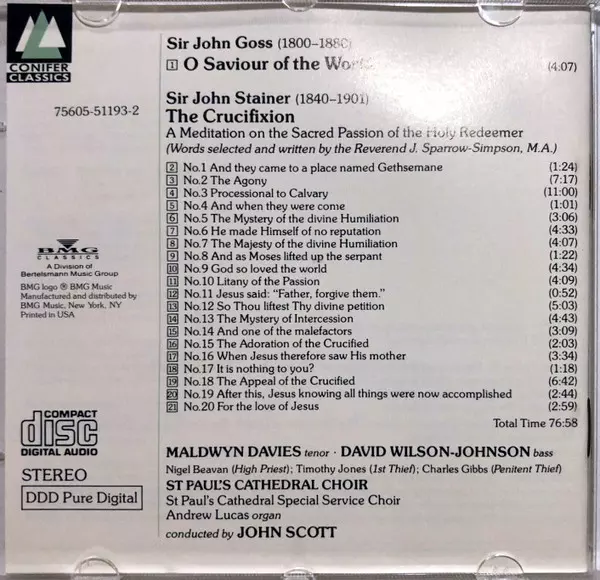 CONIFER
CLASSICS
75605-51193-2
BMG
CLASSICS
A Division of
Bertelsmann Music Group
BMG logo ® BMG Music
Manufactured and distributed by
BMG Music, New York, NY
Printed in USA
COMPACT
disc
DIGITAL AUDIO
STEREO
DDD Pure Digital
Sir John Goss (1800–1880)
1 O Saviour of the World (4:07)
Sir John Stainer (1840–1901)
The Crucifixion
A Meditation on the Sacred Passion of the Holy Redeemer
(Words selected and written by the Reverend J. Sparrow-Simpson, M.A.)
2 No.1 And they came to a place named Gethsemane (1:24)
3 No.2 The Agony (7:17)
4 No.3 Processional to Calvary (11:00)
5 No.4 And when they were come (1:01)
6 No.5 The Mystery of the divine Humiliation (3:06)
7 No.6 He made Himself of no reputation (4:33)
8 No.7 The Majesty of the divine Humiliation (4:07)
9 No.8 And as Moses lifted up the serpant (1:22)
10 No.9 God so loved the world (4:34)
11 No.10 Litany of the Passion (4:09)
12 No.11 Jesus said: "Father, forgive them." (0:52)
13 No.12 So Thou liftest Thy divine petition (5:03)
14 No.13 The Mystery of Intercession (4:43)
15 No.14 And one of the malefactors (3:09)
16 No.15 The Adoration of the Crucified (2:03)
17 No.16 When Jesus therefore saw His mother (3:34)
18 No.17 It is nothing to you? (1:18)
19 No.18 The Appeal of the Crucified (6:42)
20 No.19 After this, Jesus knowing all things were now accomplished (2:44)
21 No.20 For the love of Jesus (2:59)
Total Time 76:58
MALDWYN DAVIES tenor · DAVID WILSON-JOHNSON bass
Nigel Beavan (High Priest); Timothy Jones (1st Thief); Charles Gibbs (Penitent Thief)
ST PAUL'S CATHEDRAL CHOIR
St Paul's Cathedral Special Service Choir
Andrew Lucas organ
conducted by JOHN SCOTT